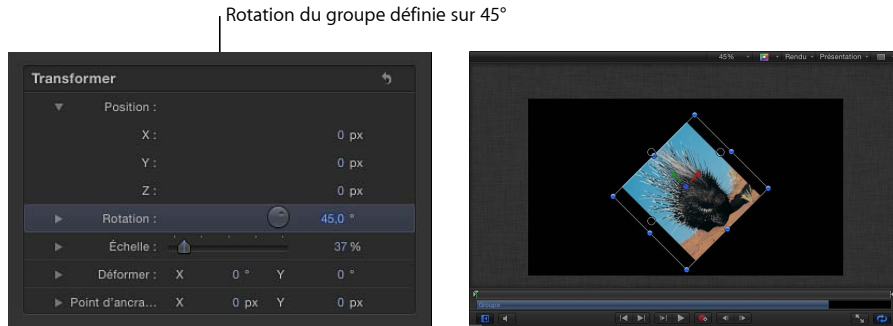 Rotation du groupe définie sur 45°
Transformer
Position :
X : 0 px
Y : 0 px
Z : 0 px
Rotation : 45,0 °
Échelle : 37 %
Déformer : X 0 ° Y 0 °
Point d'ancra... X 0 px Y 0 px
45% Rendu Présentation
Groupe